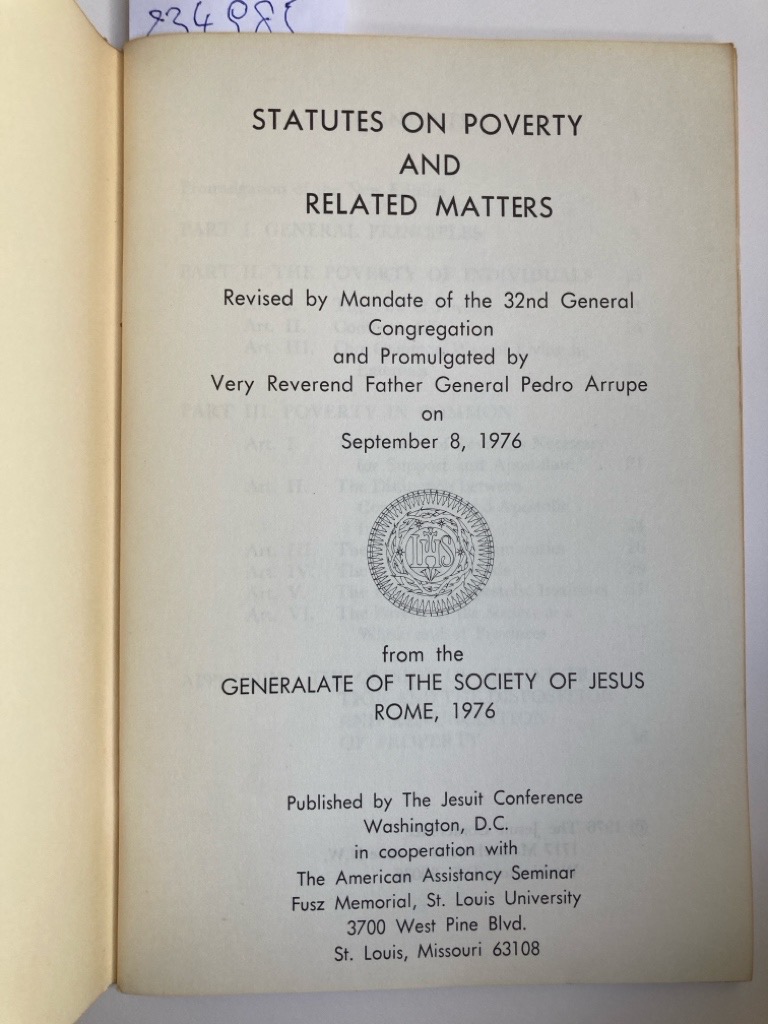 STATUTES ON POVERTY
AND
RELATED MATTERS
Revised by Mandate of the 32nd General
Congregation
and Promulgated by
Very Reverend Father General Pedro Arrupe
on
September 8, 1976
IHS
from the
GENERALATE OF THE SOCIETY OF JESUS
ROME, 1976
Published by The Jesuit Conference
Washington, D.C.
in cooperation with
The American Assistancy Seminar
Fusz Memorial, St. Louis University
3700 West Pine Blvd.
St. Louis, Missouri 63108